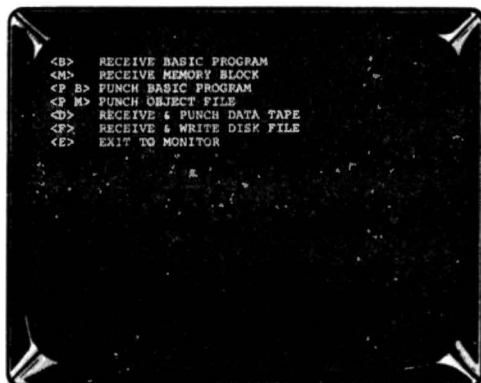 <B> RECEIVE BASIC PROGRAM
<M> RECEIVE MEMORY BLOCK
<P B> PUNCH BASIC PROGRAM
<P M> PUNCH OBJECT FILE
<D> RECEIVE & PUNCH DATA TAPE
<F> RECEIVE & WRITE DISK FILE
<E> EXIT TO MONITOR